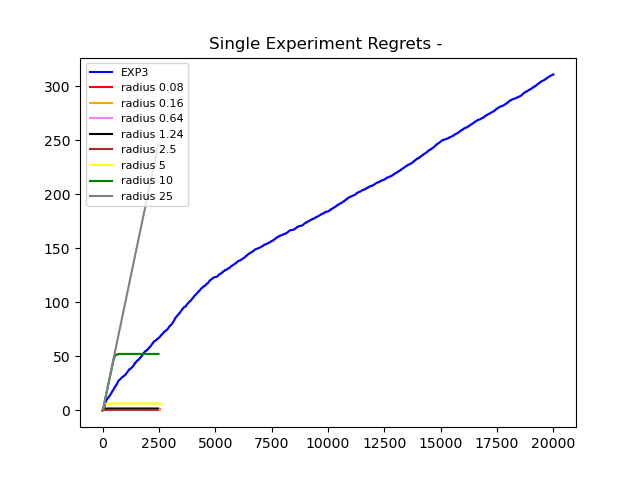 Single Experiment Regrets -
300
250
200
150
100
50
0
EXP3
radius 0.08
radius 0.16
radius 0.64
radius 1.24
radius 2.5
radius 5
radius 10
radius 25
0 2500 5000 7500 10000 12500 15000 17500 20000